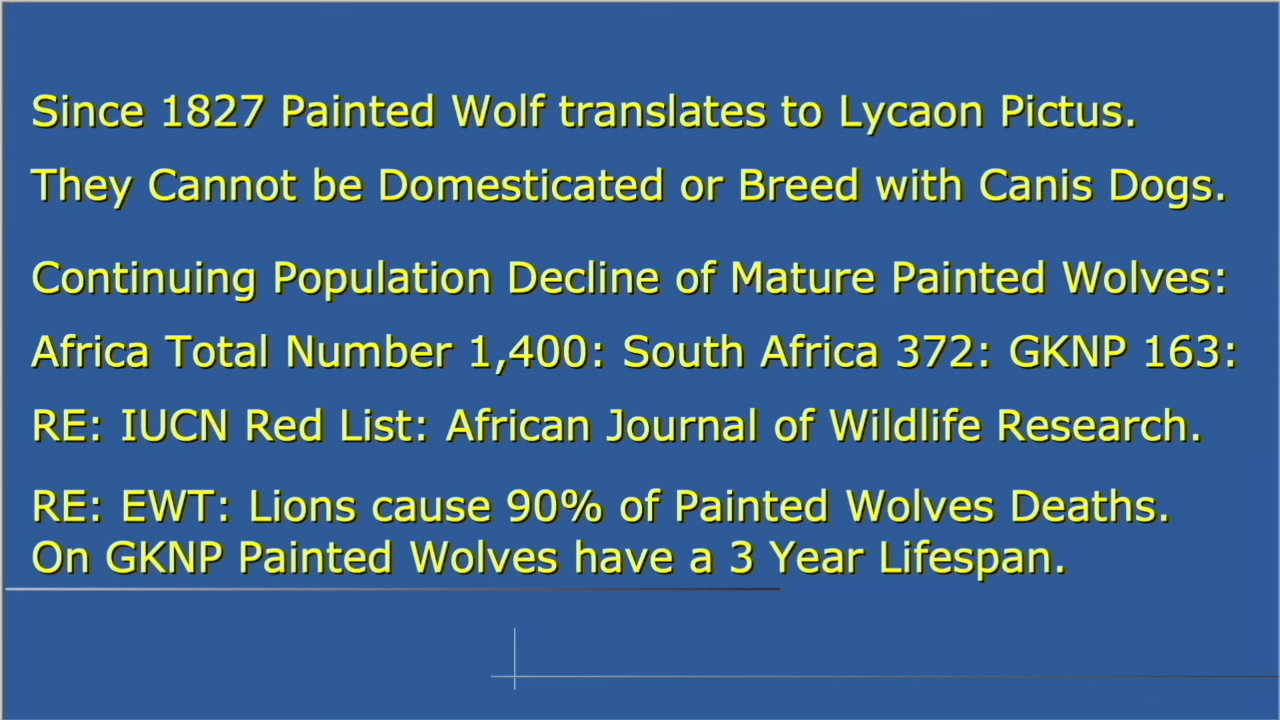 Since 1827 Painted Wolf translates to Lycaon Pictus.
They Cannot be Domesticated or Breed with Canis Dogs.
Continuing Population Decline of Mature Painted Wolves:
Africa Total Number 1,400: South Africa 372: GKNP 163:
RE: IUCN Red List: African Journal of Wildlife Research.
RE: EWT: Lions cause 90% of Painted Wolves Deaths.
On GKNP Painted Wolves have a 3 Year Lifespan.